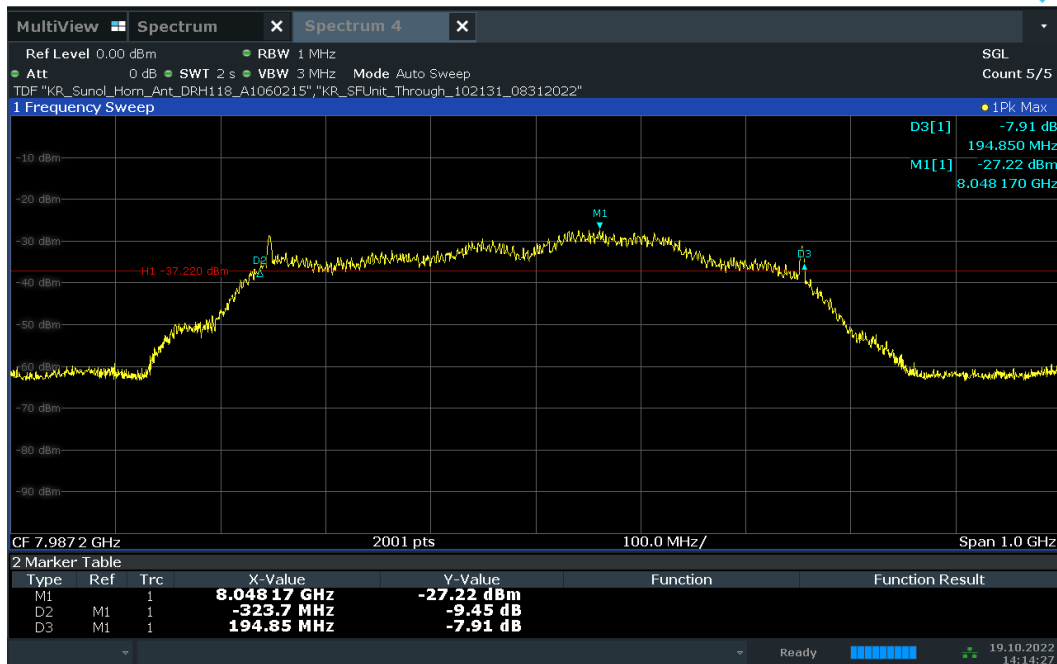 MultiView Spectrum X Spectrum 4 X
Ref Level 0.00 dBm RBW 1 MHz SGL
Att 0 dB SWT 2 s VBW 3 MHz Mode Auto Sweep Count 5/5
TDF "KR_Sunol_Horn_Ant_DRH118_A1060215","KR_SFUnit_Through_102131_08312022"
1 Frequency Sweep 1Pk Max
D3[1] -7.91 dB
194.850 MHz
M1[1] -27.22 dBm
8.048 170 GHz
-10 dBm
-20 dBm
M1
-30 dBm
D2
D3
H1 -37.220 dBm
-40 dBm
-50 dBm
-60 dBm
-70 dBm
-80 dBm
-90 dBm
CF 7.9872 GHz 2001 pts 100.0 MHz/ Span 1.0 GHz
2 Marker Table
Type Ref Trc X-Value Y-Value Function Function Result
M1 1 8.04817 GHz -27.22 dBm
D2 M1 1 -323.7 MHz -9.45 dB
D3 M1 1 194.85 MHz -7.91 dB
Ready 19.10.2022
14:14:27